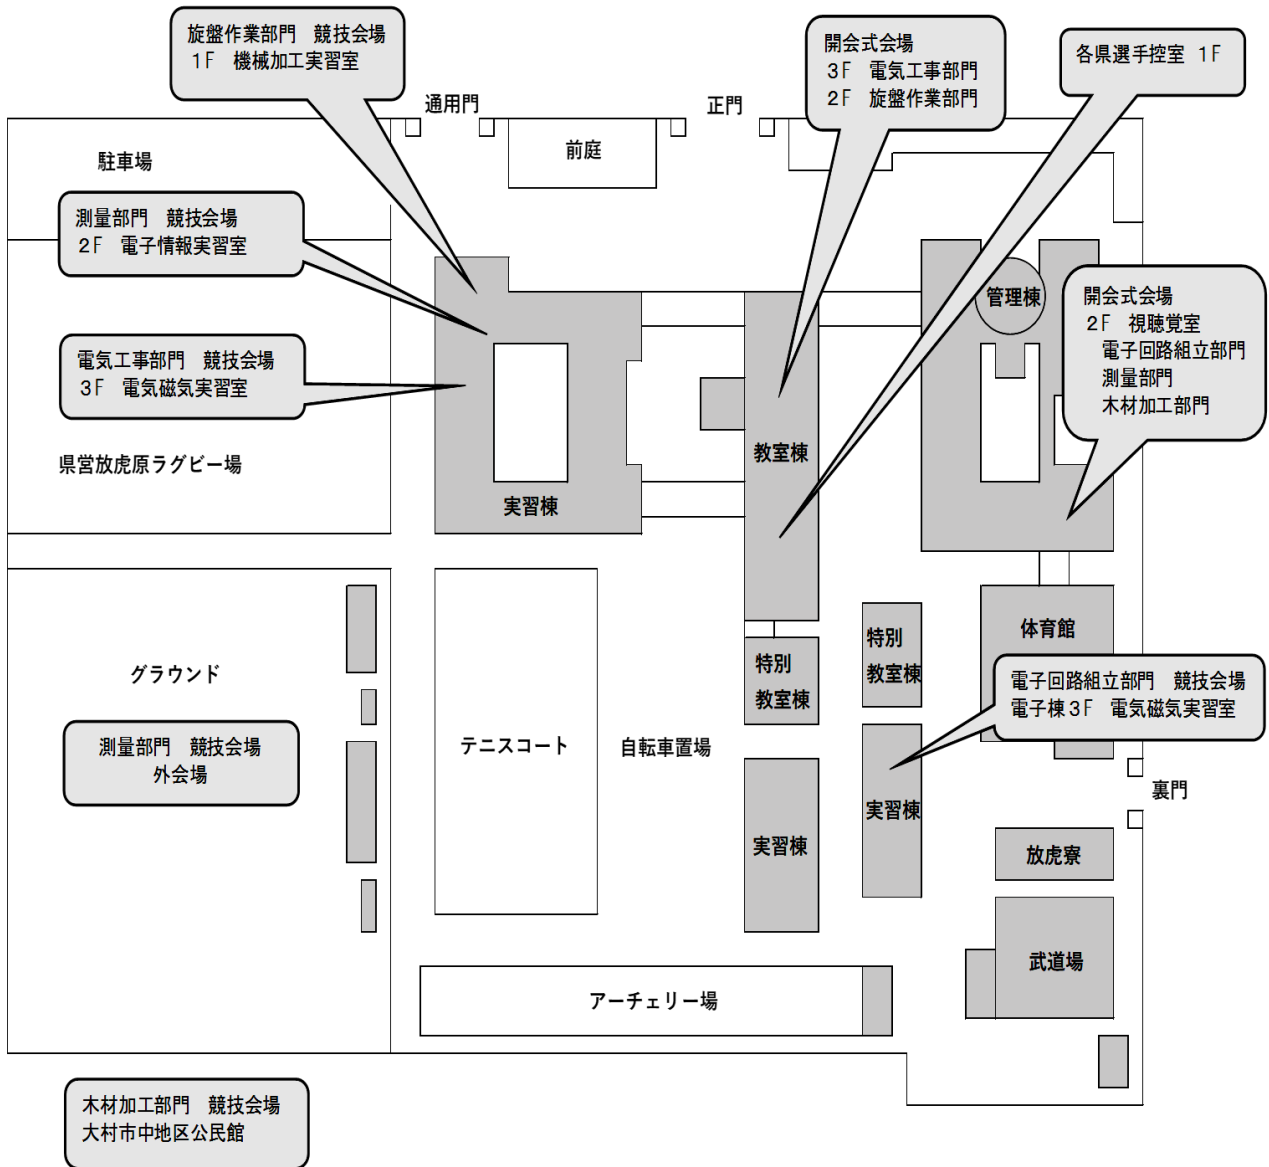 旋盤作業部門　競技会場
1F　機械加工実習室
開会式会場
3F　電気工事部門
2F　旋盤作業部門
各県選手控室 1F
通用門
正門
前庭
駐車場
測量部門　競技会場
2F　電子情報実習室
管理棟
開会式会場
2F　視聴覚室
電子回路組立部門
測量部門
木材加工部門
電気工事部門　競技会場
3F　電気磁気実習室
教室棟
県営放虎原ラグビー場
実習棟
体育館
特別
教室棟
特別
教室棟
グラウンド
電子回路組立部門　競技会場
電子棟3F　電気磁気実習室
測量部門　競技会場
外会場
テニスコート
自転車置場
裏門
実習棟
実習棟
放虎寮
武道場
アーチェリー場
木材加工部門　競技会場
大村市中地区公民館